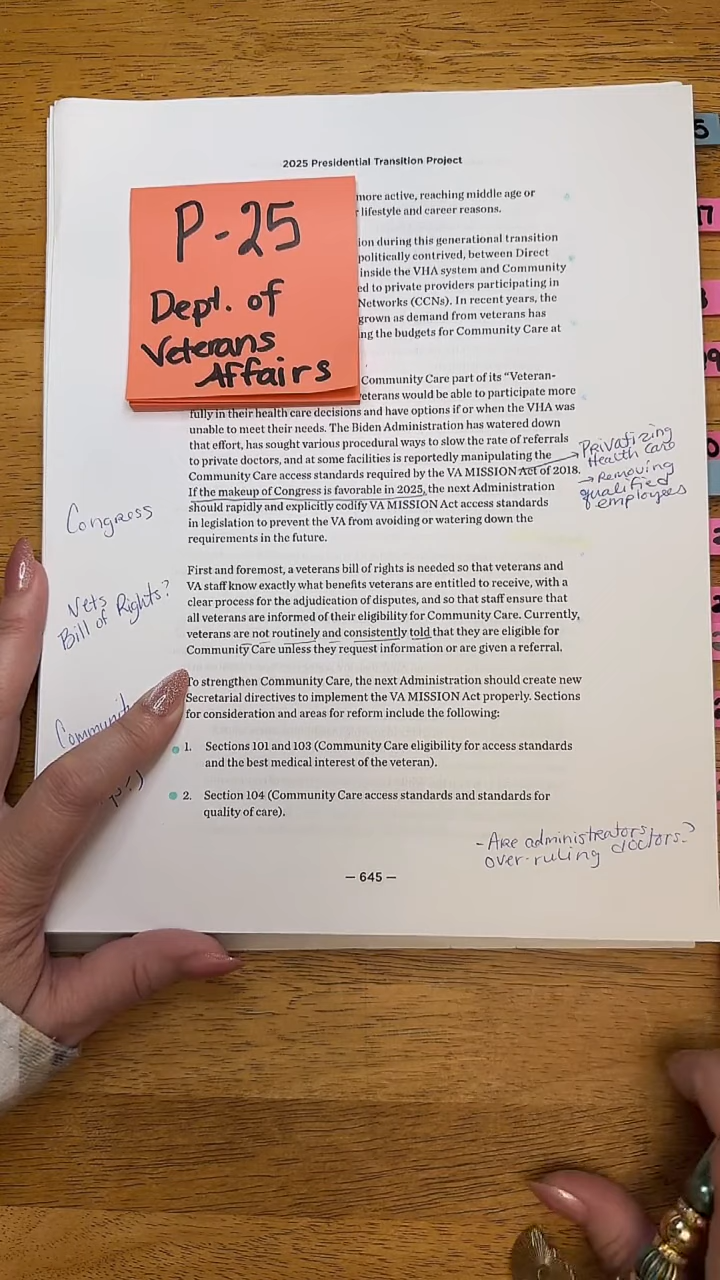 2025 Presidential Transition Project
more active, reaching middle age or
lifestyle and career reasons.
P-25
Dept. of
Veterans
Affairs
ion during this generational transition
politically contrived, between Direct
inside the VHA system and Community
ed to private providers participating in
Networks (CCNs). In recent years, the
grown as demand from veterans has
ng the budgets for Community Care at
Community Care part of its “Veteran-
eterans would be able to participate more
fully in their health care decisions and have options if or when the VHA was
unable to meet their needs. The Biden Administration has watered down
that effort, has sought various procedural ways to slow the rate of referrals
to private doctors, and at some facilities is reportedly manipulating the
Community Care access standards required by the VA MISSION Act of 2018.
If the makeup of Congress is favorable in 2025, the next Administration
should rapidly and explicitly codify VA MISSION Act access standards
in legislation to prevent the VA from avoiding or watering down the
requirements in the future.
→ Privatizing
Health Care
→ Removing
qualified
employees
Congress
First and foremost, a veterans bill of rights is needed so that veterans and
VA staff know exactly what benefits veterans are entitled to receive, with a
clear process for the adjudication of disputes, and so that staff ensure that
all veterans are informed of their eligibility for Community Care. Currently,
veterans are not routinely and consistently told that they are eligible for
Community Care unless they request information or are given a referral.
Vets
Bill of Rights?
To strengthen Community Care, the next Administration should create new
Secretarial directives to implement the VA MISSION Act properly. Sections
for consideration and areas for reform include the following:
Communit
1. Sections 101 and 103 (Community Care eligibility for access standards
and the best medical interest of the veteran).
2. Section 104 (Community Care access standards and standards for
quality of care).
- Are administrators
over-ruling doctors?
— 645 —
5